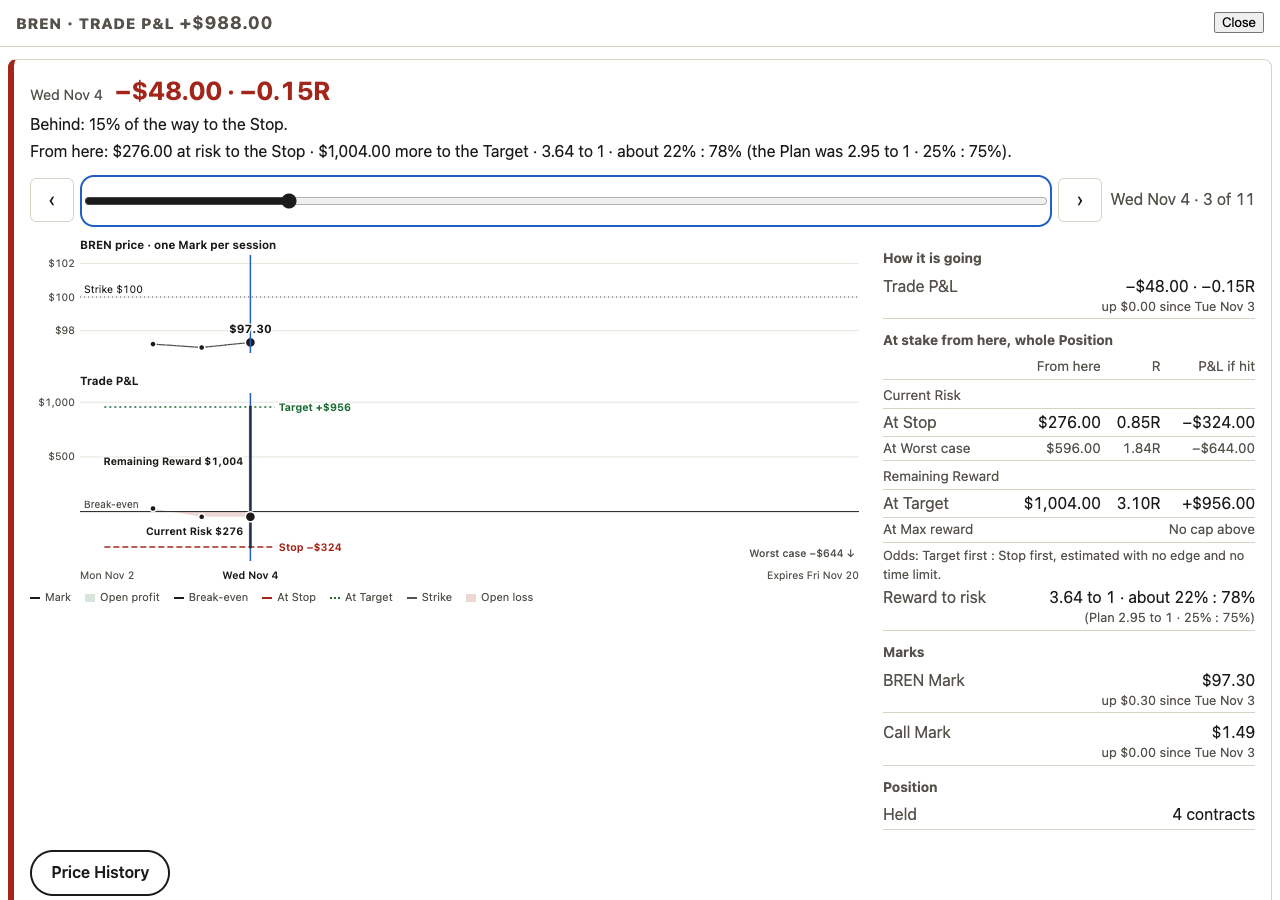 BREN · TRADE P&L +$988.00
Close
Wed Nov 4 −$48.00 · −0.15R
Behind: 15% of the way to the Stop.
From here: $276.00 at risk to the Stop · $1,004.00 more to the Target · 3.64 to 1 · about 22% : 78% (the Plan was 2.95 to 1 · 25% : 75%).
‹
›
Wed Nov 4 · 3 of 11
BREN price · one Mark per session
$102
Strike $100
$100
$98
$97.30
Trade P&L
$1,000
Target +$956
$500
Remaining Reward $1,004
Break-even
Current Risk $276
Stop −$324
Worst case −$644 ↓
Mon Nov 2
Wed Nov 4
Expires Fri Nov 20
Mark
Open profit
Break-even
At Stop
At Target
Strike
Open loss
How it is going
Trade P&L −$48.00 · −0.15R
up $0.00 since Tue Nov 3
At stake from here, whole Position
From here R P&L if hit
Current Risk
At Stop $276.00 0.85R −$324.00
At Worst case $596.00 1.84R −$644.00
Remaining Reward
At Target $1,004.00 3.10R +$956.00
At Max reward No cap above
Odds: Target first : Stop first, estimated with no edge and no
time limit.
Reward to risk 3.64 to 1 · about 22% : 78%
(Plan 2.95 to 1 · 25% : 75%)
Marks
BREN Mark $97.30
up $0.30 since Tue Nov 3
Call Mark $1.49
up $0.00 since Tue Nov 3
Position
Held 4 contracts
Price History